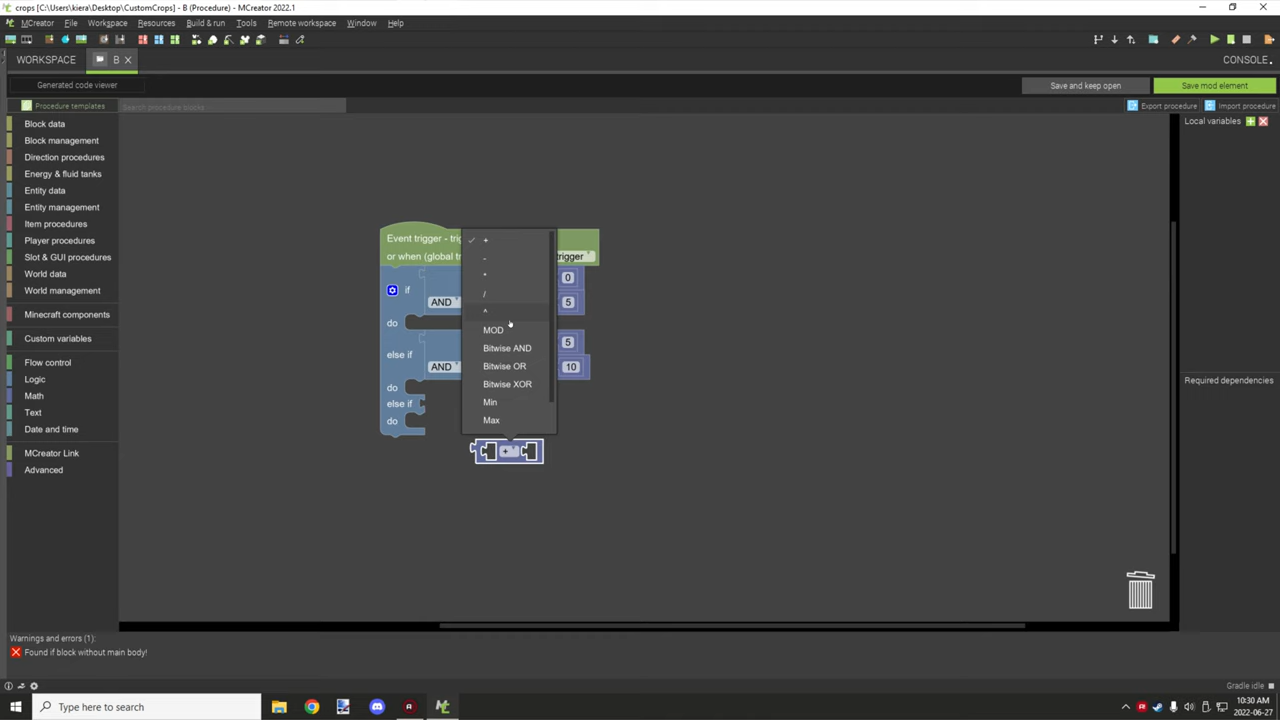 crops [C:\Users\kiera\Desktop\CustomCrops] - B (Procedure) - MCreator 2022.1
MCreator File Workspace Resources Build & run Tools Remote workspace Window Help
WORKSPACE B CONSOLE
Generated code viewer Save and keep open Save mod element
Procedure templates Search procedure blocks Export procedure Import procedure
Block data Local variables
Block management
Direction procedures
Energy & fluid tanks
Entity data
Entity management
Item procedures
Player procedures
Slot & GUI procedures
World data
World management
Minecraft components
Custom variables
Flow control
Logic
Math
Text
Date and time
MCreator Link
Advanced
Event trigger - 
or when (global trigger
if 0
AND 5
do
else if 5
AND 10
do
else if
do
✓ +
-
*
/
^
MOD
Bitwise AND
Bitwise OR
Bitwise XOR
Min
Max
+
Required dependencies
Warnings and errors (1):
Found if block without main body!
Gradle idle
Type here to search
10:30 AM
2022-06-27